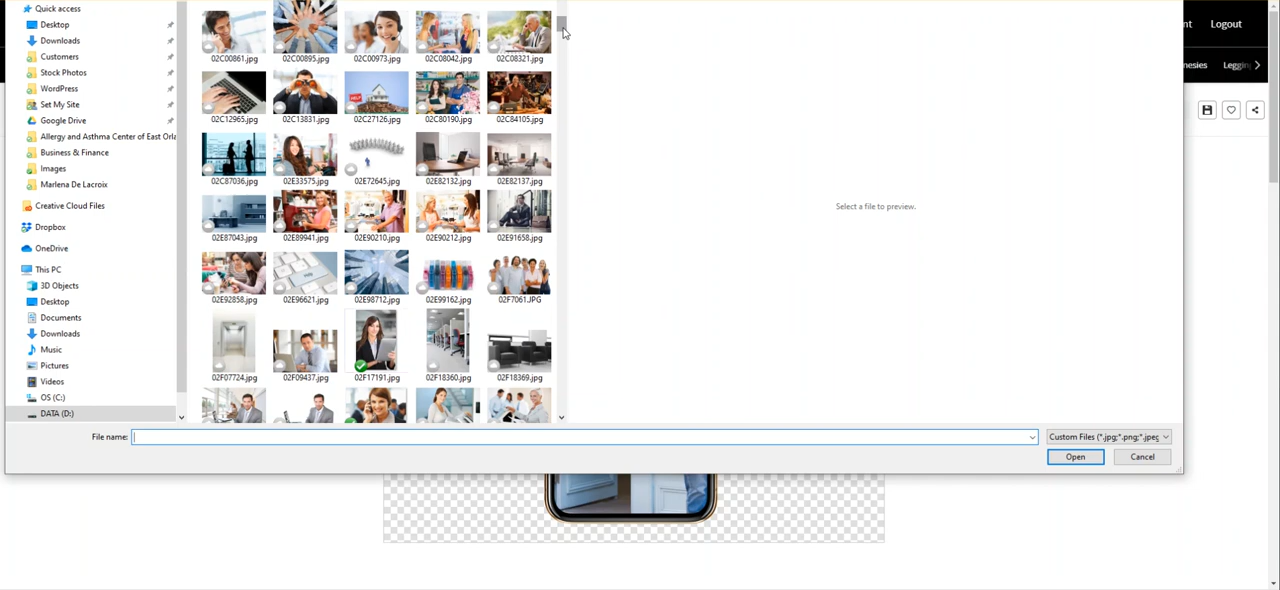 Quick access
Desktop
Downloads
Customers
Stock Photos
WordPress
Set My Site
Google Drive
Allergy and Asthma Center of East Orla
Business & Finance
Images
Marlena De Lacroix
Creative Cloud Files
Dropbox
OneDrive
This PC
3D Objects
Desktop
Documents
Downloads
Music
Pictures
Videos
OS (C:)
DATA (D:)
02C00861.jpg 02C00895.jpg 02C00973.jpg 02C08042.jpg 02C08321.jpg
02C12965.jpg 02C13831.jpg 02C27126.jpg 02C80190.jpg 02C84105.jpg
02C87036.jpg 02E33575.jpg 02E72645.jpg 02E82132.jpg 02E82137.jpg
02E87043.jpg 02E89941.jpg 02E90210.jpg 02E90212.jpg 02E91658.jpg
02E92858.jpg 02E96621.jpg 02E98712.jpg 02E99162.jpg 02F7061.JPG
02F07724.jpg 02F09437.jpg 02F17191.jpg 02F18360.jpg 02F18369.jpg
Select a file to preview.
File name:
Custom Files (*.jpg;*.png;*.jpeg
Open Cancel
nt Logout
nesies Legging